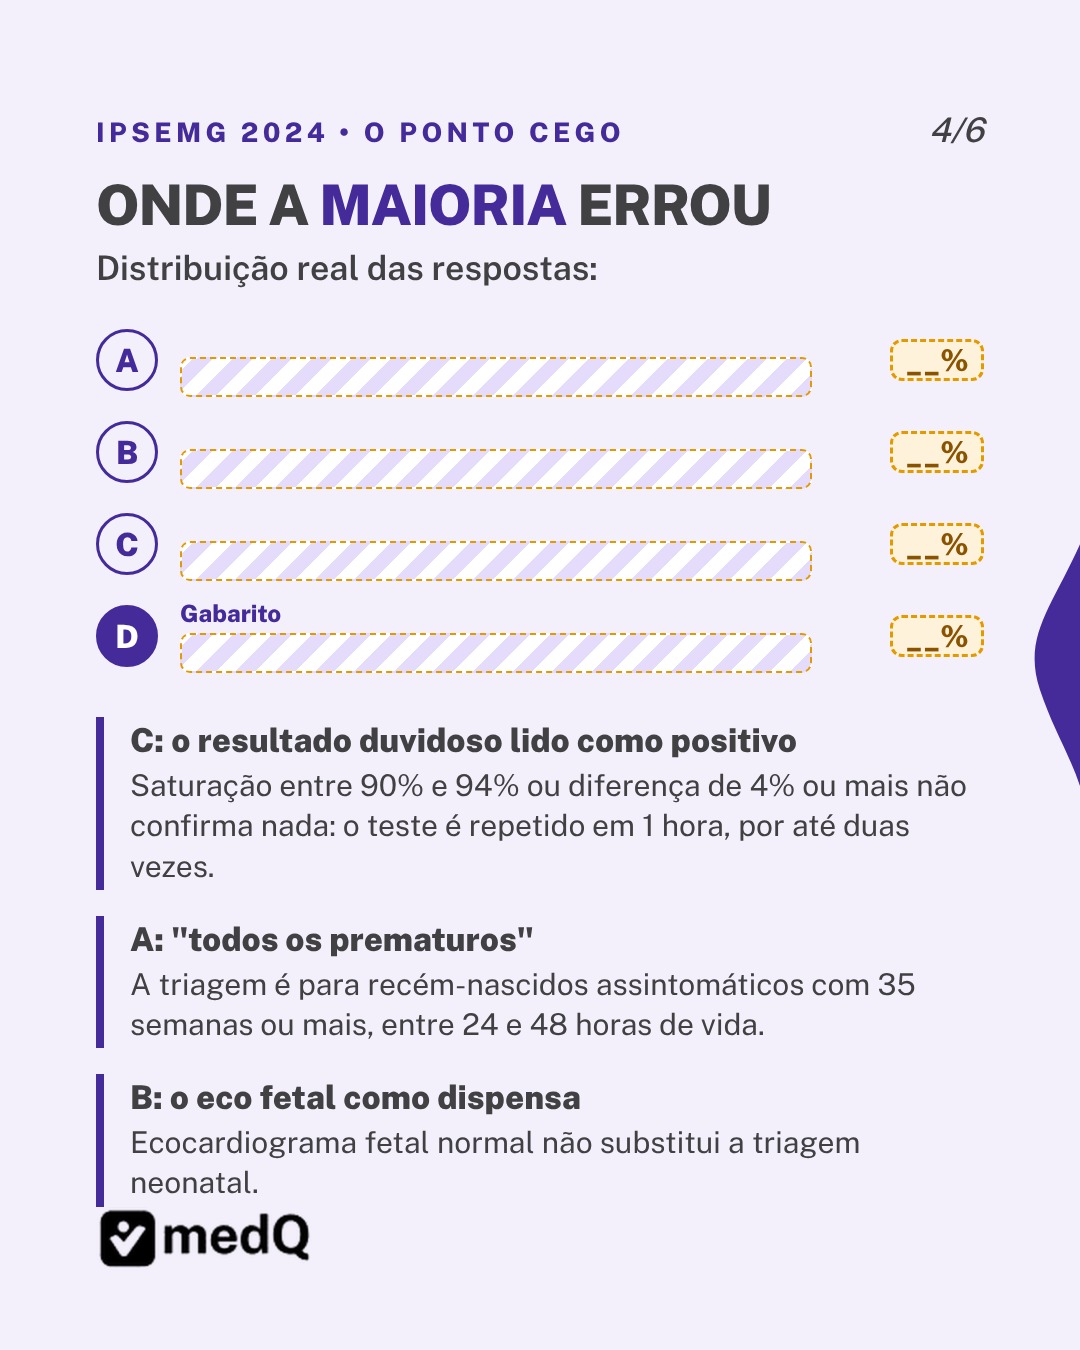 IPSEMG 2024 • O PONTO CEGO
4/6
ONDE A MAIORIA ERROU
Distribuição real das respostas:
A
__%
B
__%
C
__%
Gabarito
D
__%
C: o resultado duvidoso lido como positivo
Saturação entre 90% e 94% ou diferença de 4% ou mais não
confirma nada: o teste é repetido em 1 hora, por até duas
vezes.
A: "todos os prematuros"
A triagem é para recém-nascidos assintomáticos com 35
semanas ou mais, entre 24 e 48 horas de vida.
B: o eco fetal como dispensa
Ecocardiograma fetal normal não substitui a triagem
neonatal.
medQ